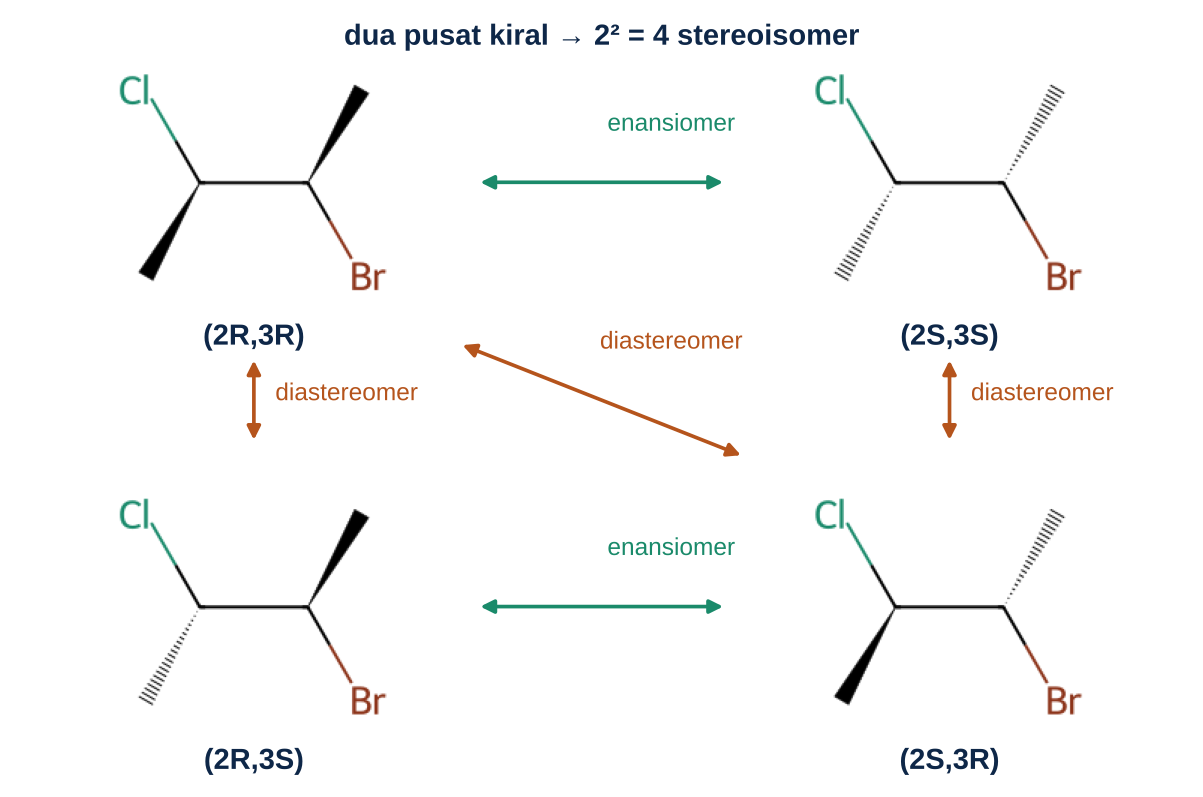 dua pusat kiral → 2² = 4 stereoisomer
Cl
Br
enansiomer
Cl
Br
(2R,3R)
diastereomer
(2S,3S)
diastereomer
diastereomer
Cl
Br
enansiomer
Cl
Br
(2R,3S)
(2S,3R)